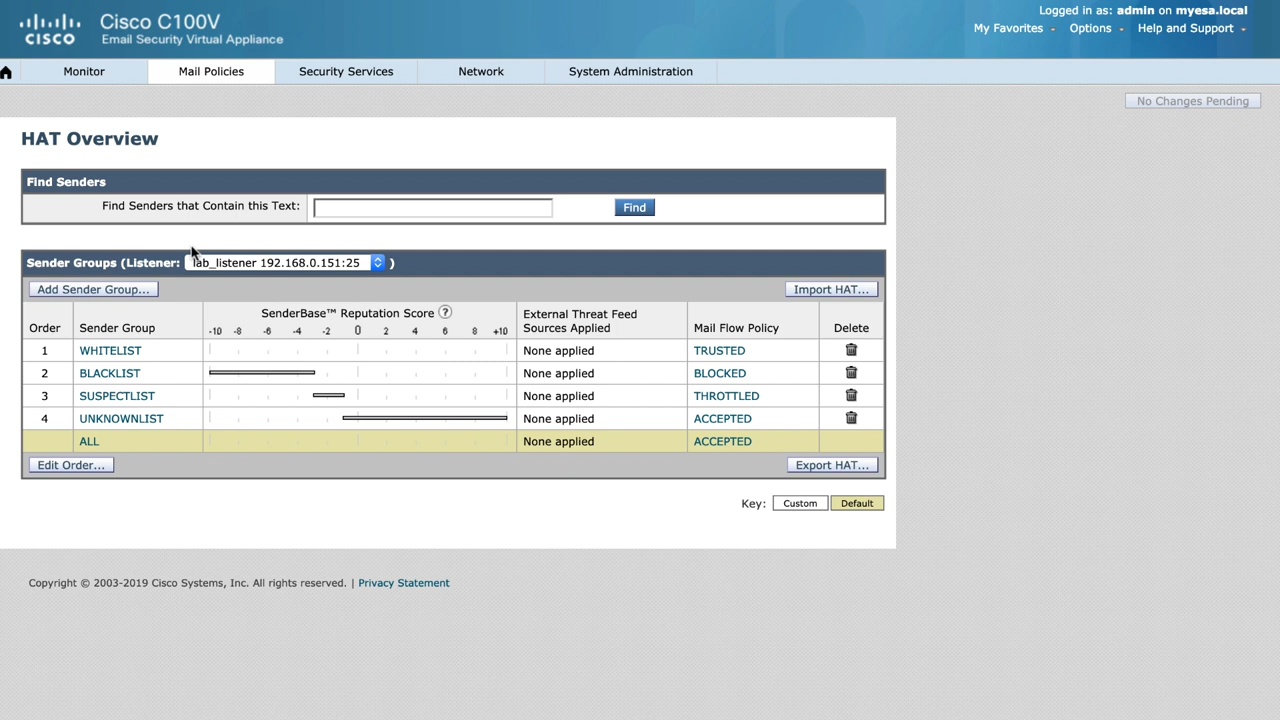 Logged in as: admin on myesa.local
CISCO
Cisco C100V
Email Security Virtual Appliance
My Favorites Options Help and Support
Monitor Mail Policies Security Services Network System Administration
No Changes Pending
HAT Overview
Find Senders
Find Senders that Contain this Text: Find
Sender Groups (Listener: lab_listener 192.168.0.151:25 )
Add Sender Group... Import HAT...
Order Sender Group SenderBase™ Reputation Score ? External Threat Feed Sources Applied Mail Flow Policy Delete
-10 -8 -6 -4 -2 0 2 4 6 8 +10
1 WHITELIST None applied TRUSTED
2 BLACKLIST None applied BLOCKED
3 SUSPECTLIST None applied THROTTLED
4 UNKNOWNLIST None applied ACCEPTED
ALL None applied ACCEPTED
Edit Order... Export HAT...
Key: Custom Default
Copyright © 2003-2019 Cisco Systems, Inc. All rights reserved. | Privacy Statement